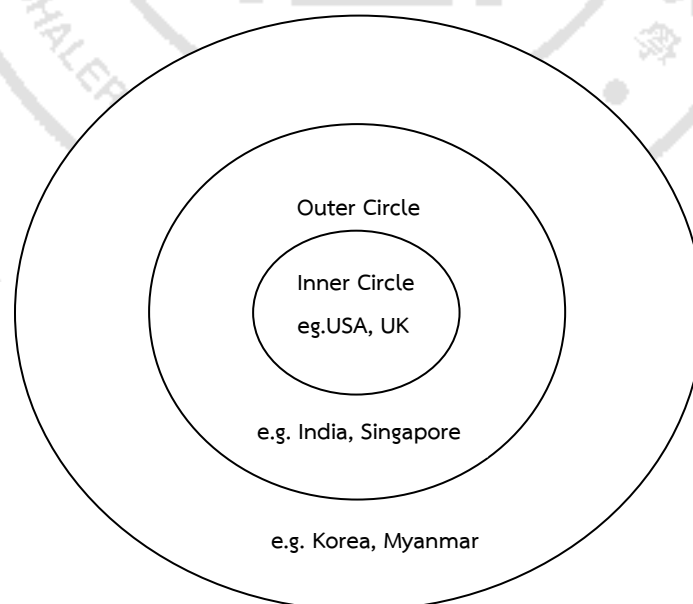 Outer Circle
Inner Circle
eg.USA, UK
e.g. India, Singapore
e.g. Korea, Myanmar